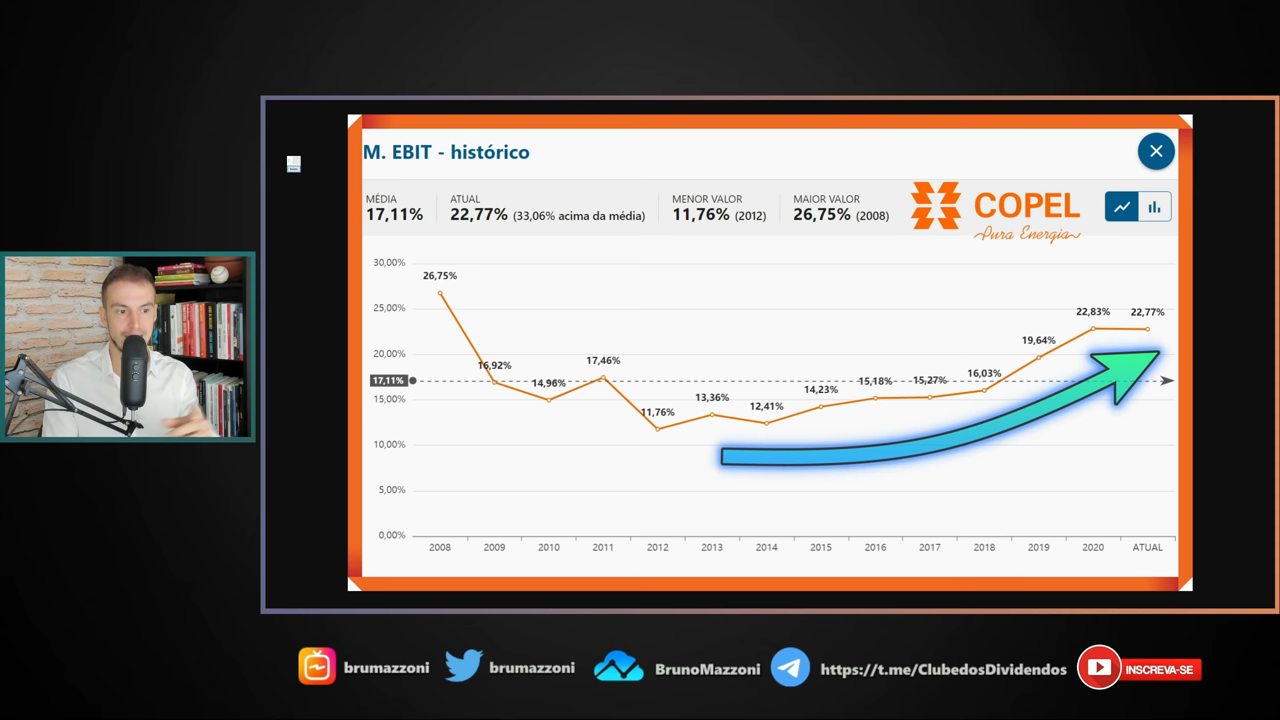 M. EBIT - histórico
MÉDIA
17,11%
ATUAL
22,77% (33,06% acima da média)
MENOR VALOR
11,76% (2012)
MAIOR VALOR
26,75% (2008)
COPEL
Pura Energia
30,00%
25,00%
20,00%
17,11%
15,00%
10,00%
5,00%
0,00%
26,75%
16,92%
14,96%
17,46%
11,76%
13,36%
12,41%
14,23%
15,18%
15,27%
16,03%
19,64%
22,83%
22,77%
2008 2009 2010 2011 2012 2013 2014 2015 2016 2017 2018 2019 2020 ATUAL
brumazzoni brumazzoni BrunoMazzoni https://t.me/ClubedosDividendos INSCREVA-SE